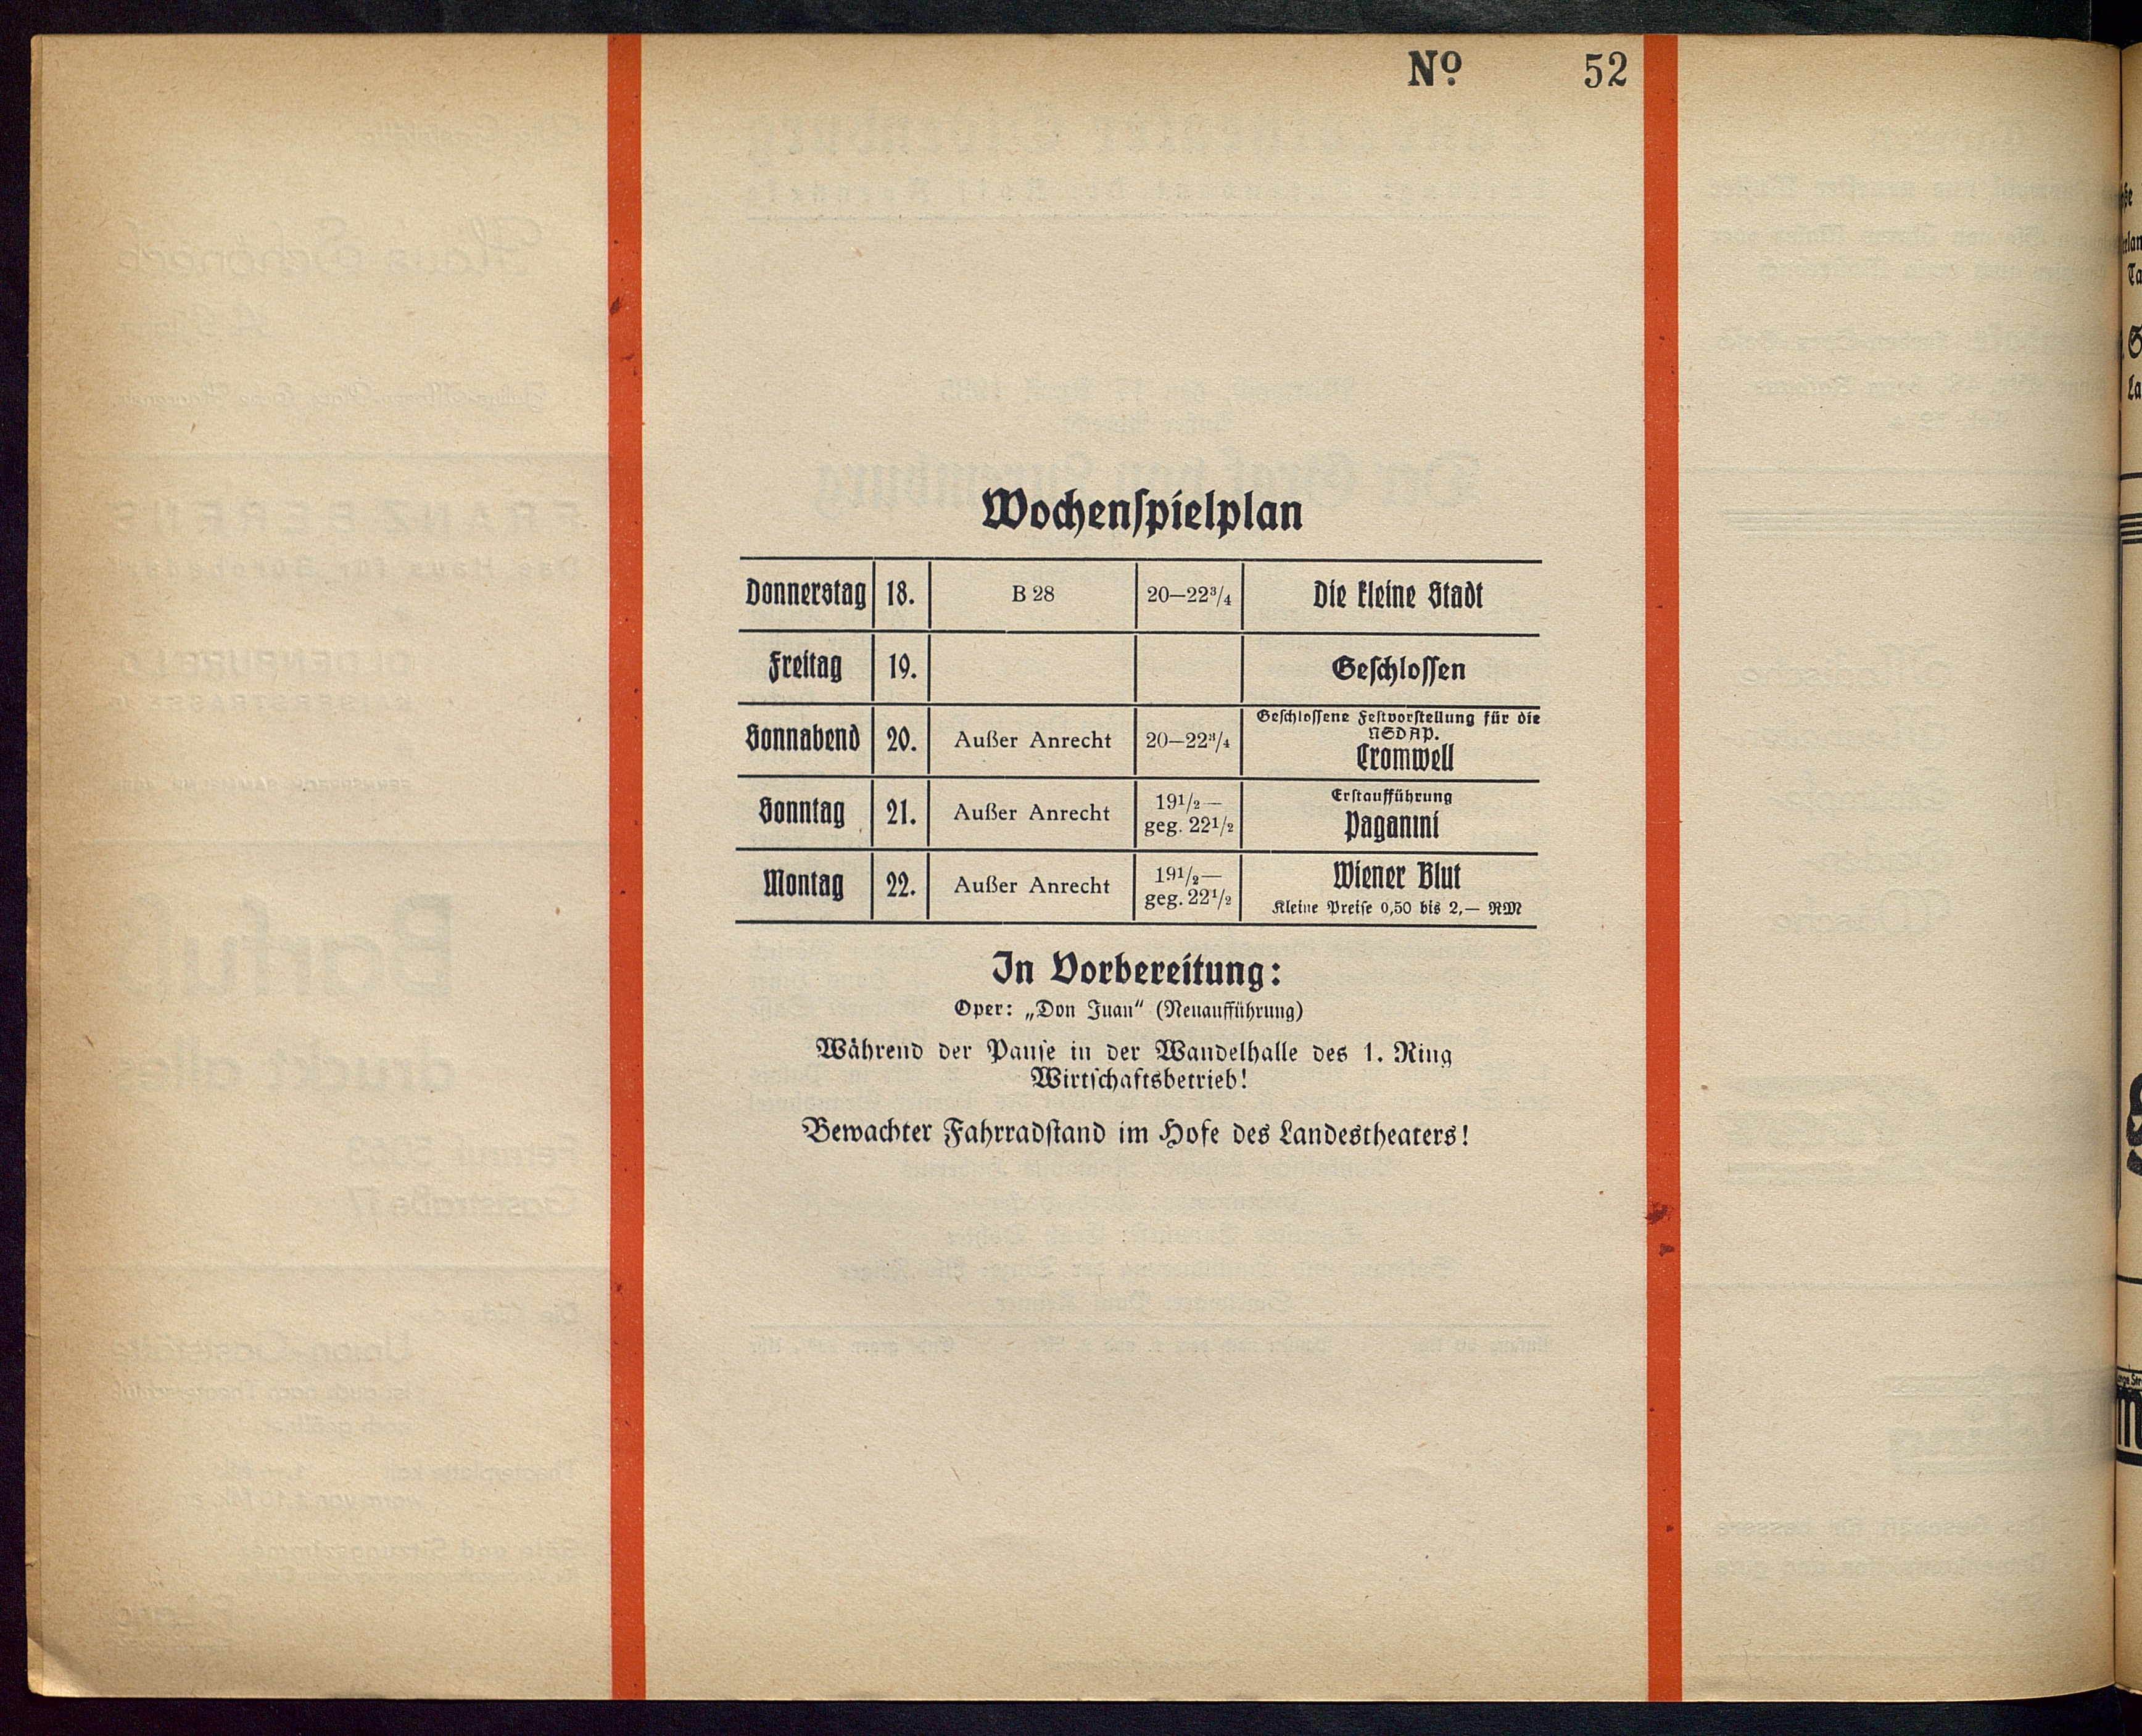 Nº 52
Wochenspielplan
Donnerstag 18. B 28 20—22³/₄ Die kleine Stadt
Freitag 19. Geschlossen
Sonnabend 20. Außer Anrecht 20—22³/₄ Geschlossene Festvorstellung für die
NSDAP.
Cromwell
Sonntag 21. Außer Anrecht 19¹/₂—
geg. 22¹/₂
Erstaufführung
Paganini
Montag 22. Außer Anrecht 19¹/₂—
geg. 22¹/₂
Wiener Blut
Kleine Preise 0,50 bis 2,— RM
In Vorbereitung:
Oper: „Don Juan“ (Neuaufführung)
Während der Pause in der Wandelhalle des 1. Ring
Wirtschaftsbetrieb!
Bewachter Fahrradstand im Hofe des Landestheaters!